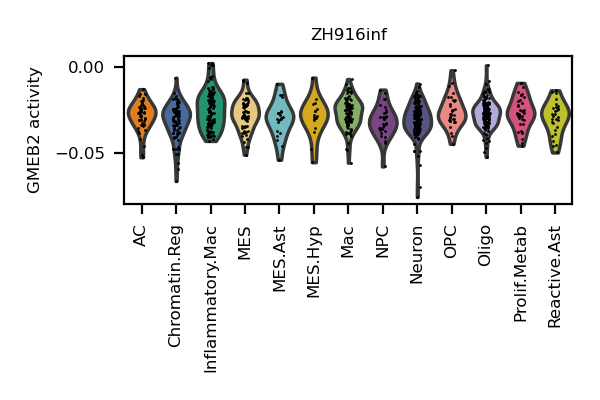 ZH916inf
GMEB2 activity
0.00
−0.05
AC
Chromatin.Reg
Inflammatory.Mac
MES
MES.Ast
MES.Hyp
Mac
NPC
Neuron
OPC
Oligo
Prolif.Metab
Reactive.Ast